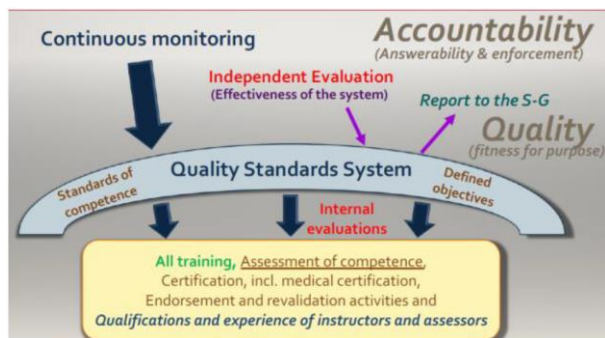 Accountability
(Answerability & enforcement)
Continuous monitoring
Independent Evaluation
(Effectiveness of the system)
Report to the S-G
Quality
(fitness for purpose)
Standards of
competence
Quality Standards System
Defined
objectives
Internal
evaluations
All training, Assessment of competence,
Certification, incl. medical certification,
Endorsement and revalidation activities and
Qualifications and experience of instructors and assessors